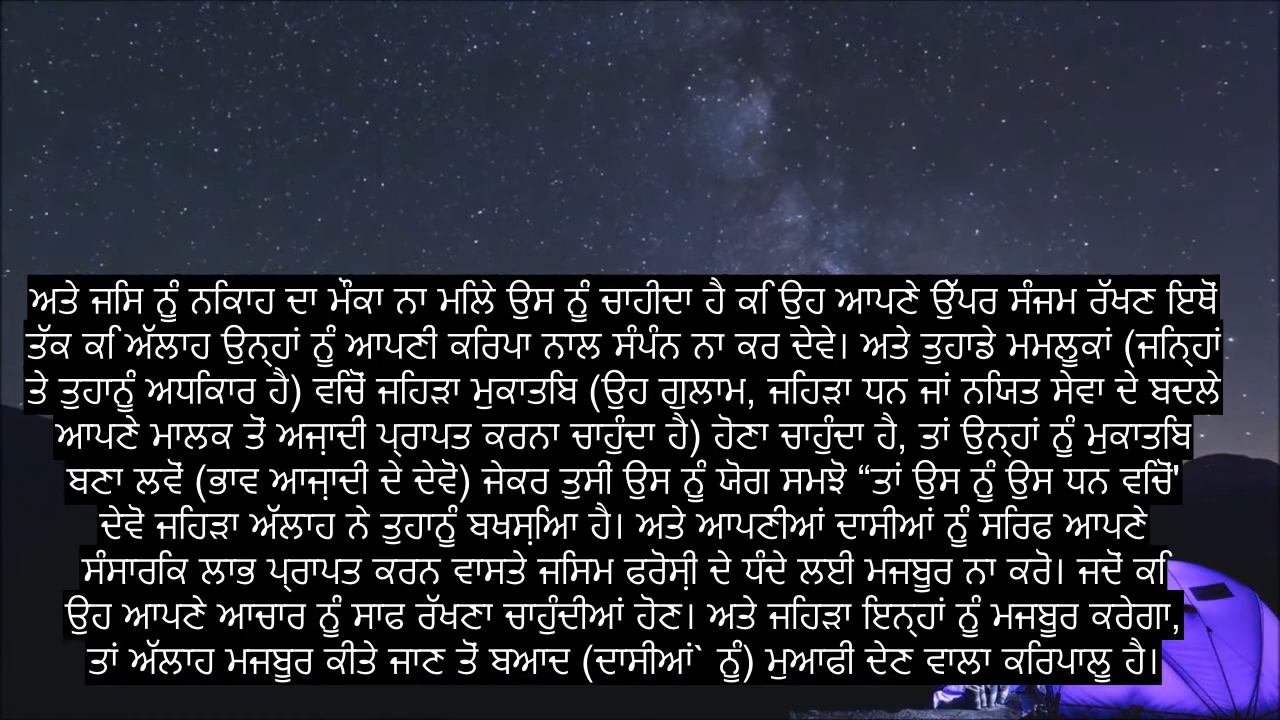 ਅਤੇ ਜਿਸ ਨੂੰ ਨਿਕਾਹ ਦਾ ਮੌਕਾ ਨਾ ਮਿਲੇ ਉਸ ਨੂੰ ਚਾਹੀਦਾ ਹੈ ਕਿ ਉਹ ਆਪਣੇ ਉੱਪਰ ਸੰਜਮ ਰੱਖਣ ਇਥੋਂ
ਤੱਕ ਕਿ ਅੱਲਾਹ ਉਨ੍ਹਾਂ ਨੂੰ ਆਪਣੀ ਕਿਰਪਾ ਨਾਲ ਸੰਪੰਨ ਨਾ ਕਰ ਦੇਵੇ। ਅਤੇ ਤੁਹਾਡੇ ਮਮਲੂਕਾਂ (ਜਿਨ੍ਹਾਂ
ਤੇ ਤੁਹਾਨੂੰ ਅਧਿਕਾਰ ਹੈ) ਵਿਚੋਂ ਜਿਹੜਾ ਮੁਕਾਤਬਿ (ਉਹ ਗੁਲਾਮ, ਜਿਹੜਾ ਧਨ ਜਾਂ ਨਿਯਤ ਸੇਵਾ ਦੇ ਬਦਲੇ
ਆਪਣੇ ਮਾਲਕ ਤੋਂ ਅਜ਼ਾਦੀ ਪ੍ਰਾਪਤ ਕਰਨਾ ਚਾਹੁੰਦਾ ਹੈ) ਹੋਣਾ ਚਾਹੁੰਦਾ ਹੈ, ਤਾਂ ਉਨ੍ਹਾਂ ਨੂੰ ਮੁਕਾਤਬਿ
ਬਣਾ ਲਵੋਂ (ਭਾਵ ਆਜ਼ਾਦੀ ਦੇ ਦੇਵੋ) ਜੇਕਰ ਤੁਸੀਂ ਉਸ ਨੂੰ ਯੋਗ ਸਮਝੋ “ਤਾਂ ਉਸ ਨੂੰ ਉਸ ਧਨ ਵਿਚੋਂ'
ਦੇਵੋ ਜਿਹੜਾ ਅੱਲਾਹ ਨੇ ਤੁਹਾਨੂੰ ਬਖਸ਼ਿਆ ਹੈ। ਅਤੇ ਆਪਣੀਆਂ ਦਾਸੀਆਂ ਨੂੰ ਸਿਰਫ ਆਪਣੇ
ਸੰਸਾਰਿਕ ਲਾਭ ਪ੍ਰਾਪਤ ਕਰਨ ਵਾਸਤੇ ਜਿਸਮ ਫਰੋਸ਼ੀ ਦੇ ਧੰਦੇ ਲਈ ਮਜਬੂਰ ਨਾ ਕਰੋ। ਜਦੋਂ ਕਿ
ਉਹ ਆਪਣੇ ਆਚਾਰ ਨੂੰ ਸਾਫ ਰੱਖਣਾ ਚਾਹੁੰਦੀਆਂ ਹੋਣ। ਅਤੇ ਜਿਹੜਾ ਇਨ੍ਹਾਂ ਨੂੰ ਮਜਬੂਰ ਕਰੇਗਾ,
ਤਾਂ ਅੱਲਾਹ ਮਜਬੂਰ ਕੀਤੇ ਜਾਣ ਤੋਂ ਬਆਦ (ਦਾਸੀਆਂ` ਨੂੰ) ਮੁਆਫੀ ਦੇਣ ਵਾਲਾ ਕਿਰਪਾਲੂ ਹੈ।